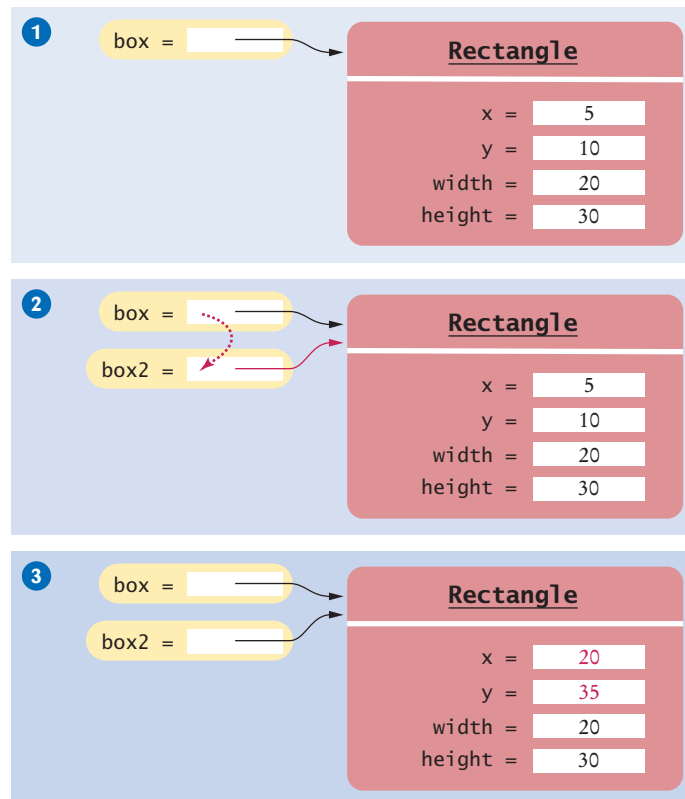 1
box =
Rectangle
x = 5
y = 10
width = 20
height = 30
2
box =
box2 =
Rectangle
x = 5
y = 10
width = 20
height = 30
3
box =
box2 =
Rectangle
x = 20
y = 35
width = 20
height = 30